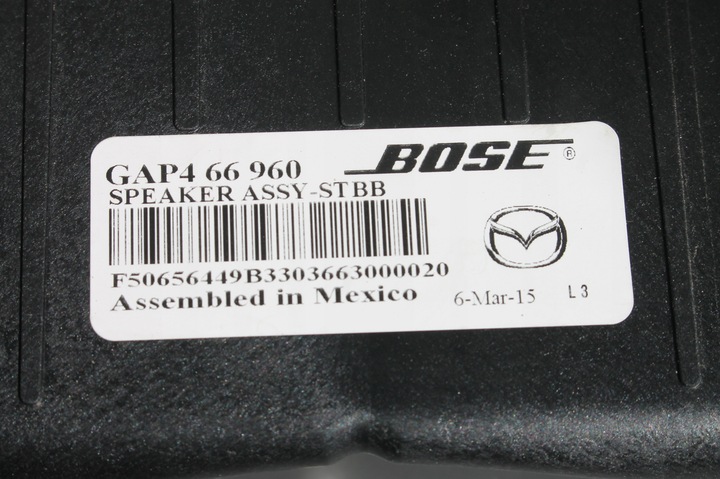 GAP4 66 960 BOSE ®
SPEAKER ASSY-STBB
F50656449B3303663000020
Assembled in Mexico 6-Mar-15 L3